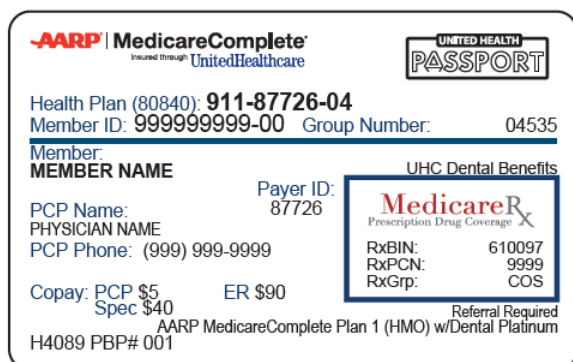 AARP | MedicareComplete®
UNITED HEALTH
PASSPORT
Insured through UnitedHealthcare
Health Plan (80840): 911-87726-04
Member ID: 999999999-00 Group Number: 04535
Member:
MEMBER NAME
UHC Dental Benefits
Payer ID:
87726
PCP Name:
PHYSICIAN NAME
PCP Phone: (999) 999-9999
MedicareRx
Prescription Drug Coverage
RxBIN: 610097
RxPCN: 9999
RxGrp: COS
Copay: PCP $5 ER $90
Spec $40
Referral Required
AARP MedicareComplete Plan 1 (HMO) w/Dental Platinum
H4089 PBP# 001